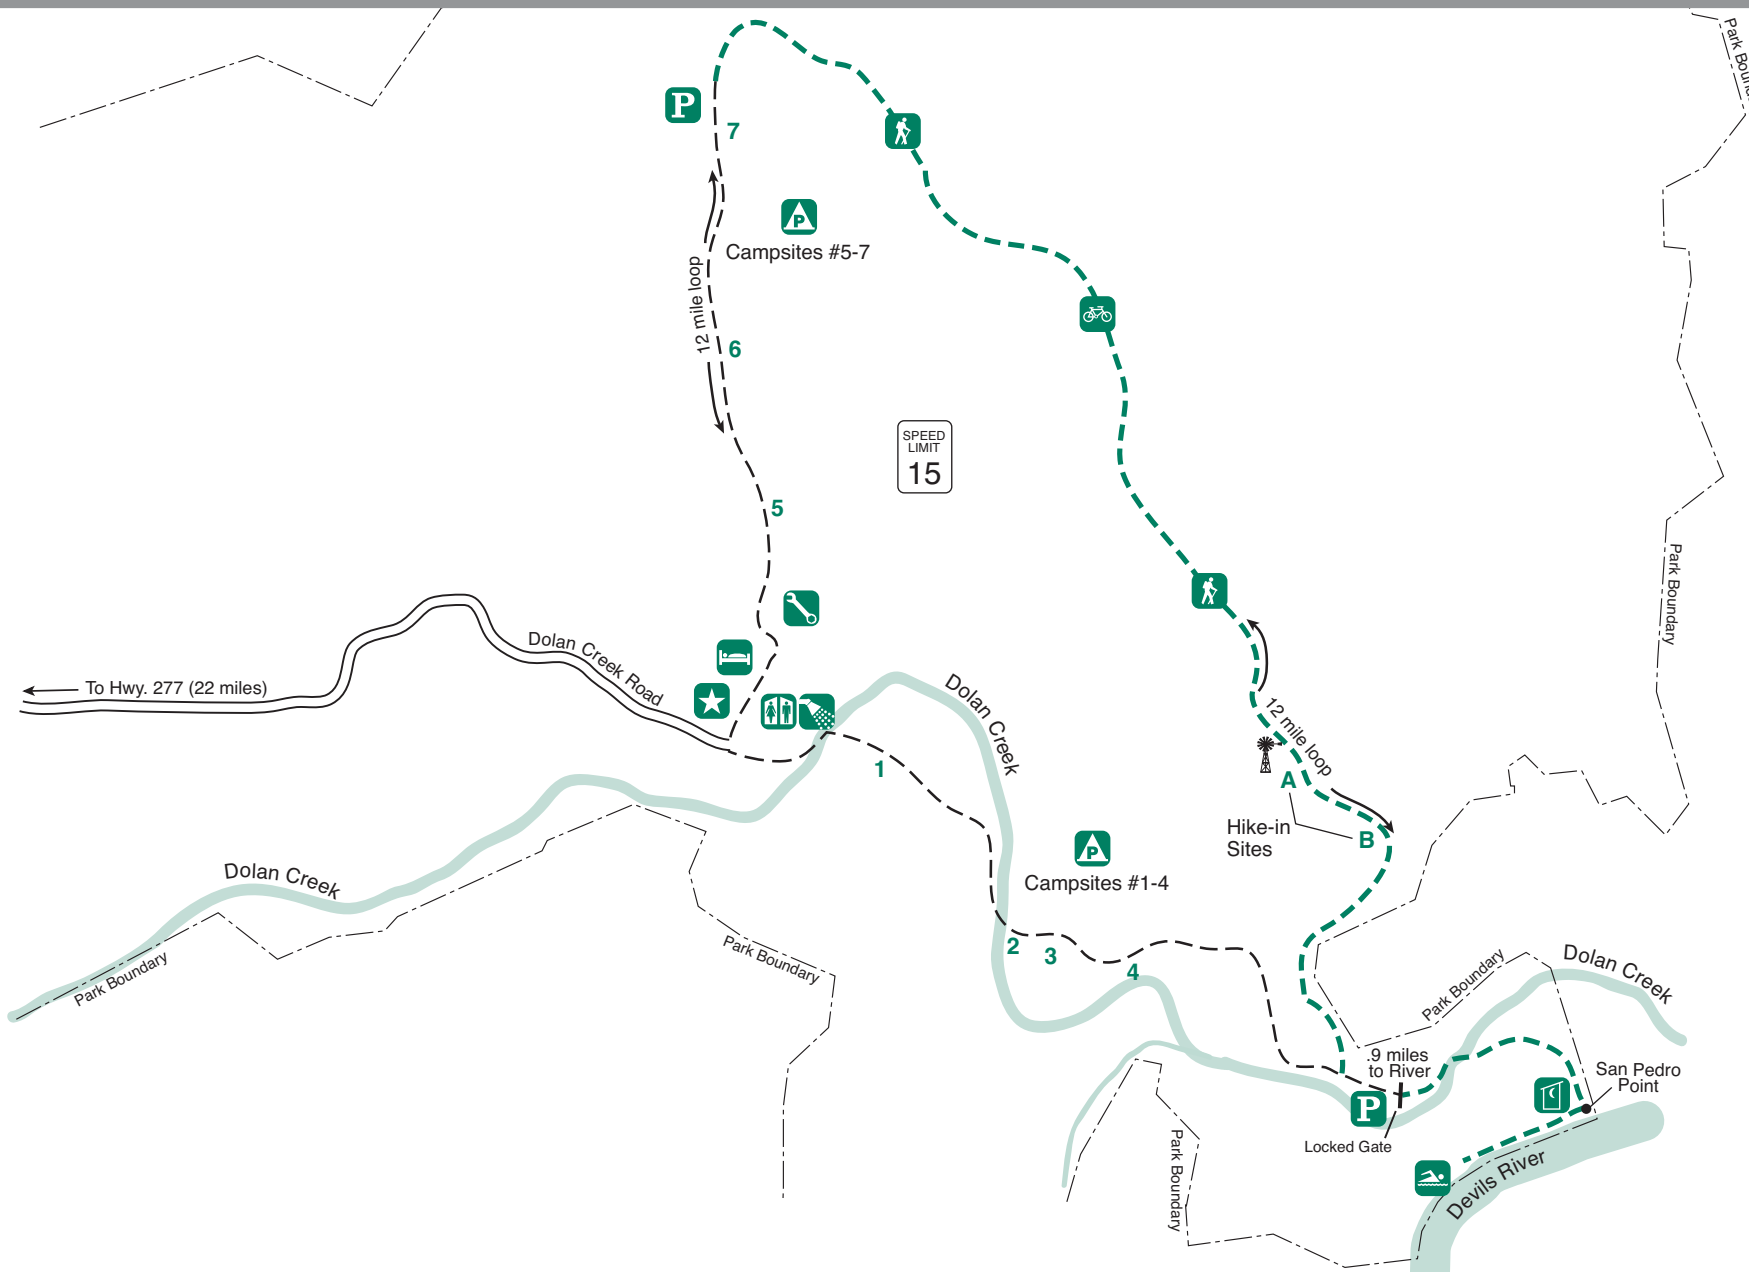 Park Boun
P
7
P
Campsites #5-7
12 mile loop
6
SPEED
LIMIT
15
5
Park Boundary
Dolan Creek Road
To Hwy. 277 (22 miles)
Dolan Creek
1
12 mile loop
A
Hike-in
Sites
B
P
Campsites #1-4
Dolan Creek
2
3
4
Park Boundary
Park Boundary
Park Boundary
Dolan Creek
.9 miles
to River
San Pedro
Point
P
Locked Gate
Park Boundary
Devils River